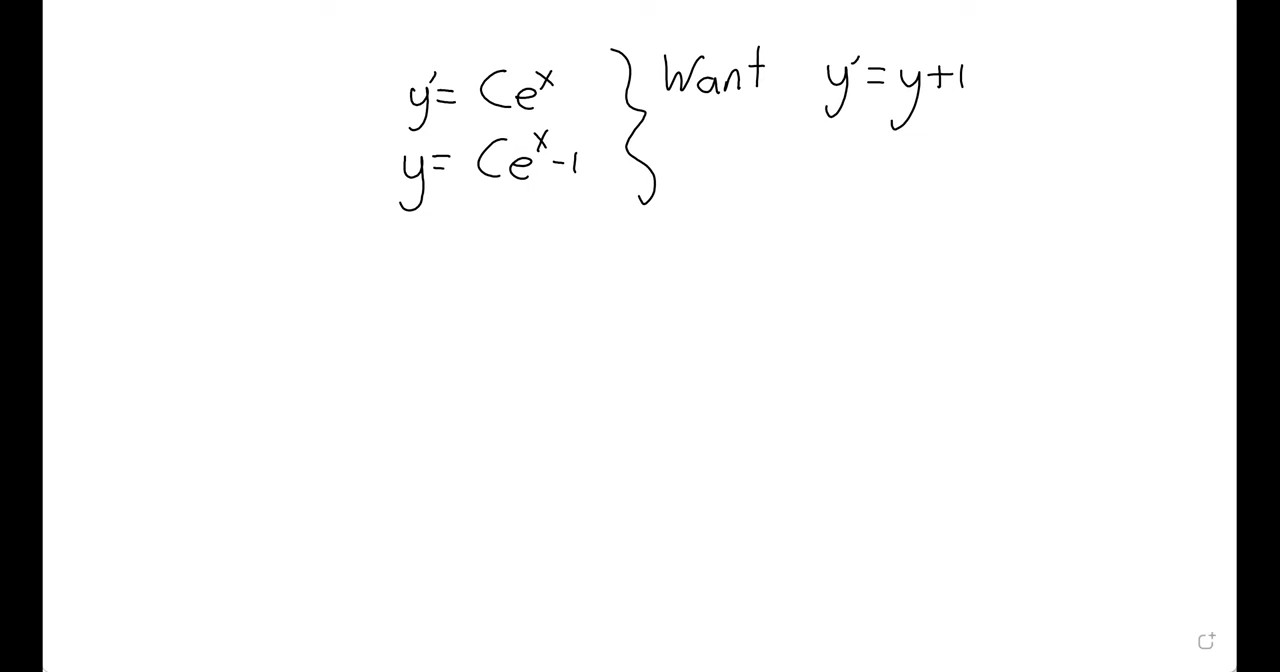 y' = Ce^x } Want y' = y+1
y = Ce^x - 1